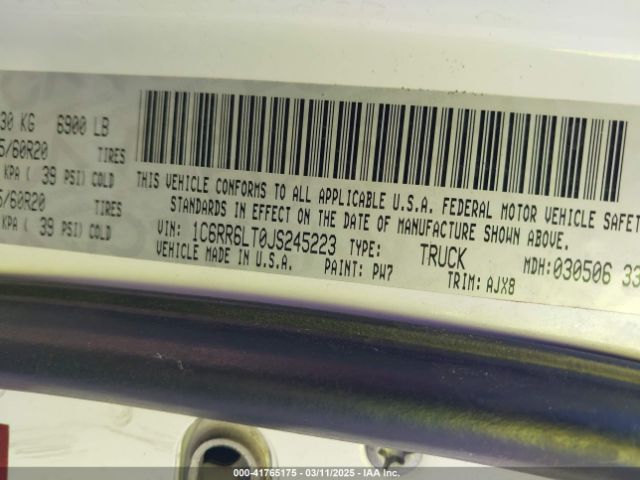 30 KG 6900 LB
5/60R20 TIRES
KPA ( 39 PSI) COLD
5/60R20 TIRES
KPA ( 39 PSI) COLD
THIS VEHICLE CONFORMS TO ALL APPLICABLE U.S.A. FEDERAL MOTOR VEHICLE SAFET
STANDARDS IN EFFECT ON THE DATE OF MANUFACTURE SHOWN ABOVE.
VIN: 1C6RR6LT0JS245223 TYPE: TRUCK MDH:030506 33
VEHICLE MADE IN U.S.A. PAINT: PW7 TRIM: AJX8
000-41765175 - 03/11/2025 - IAA Inc.